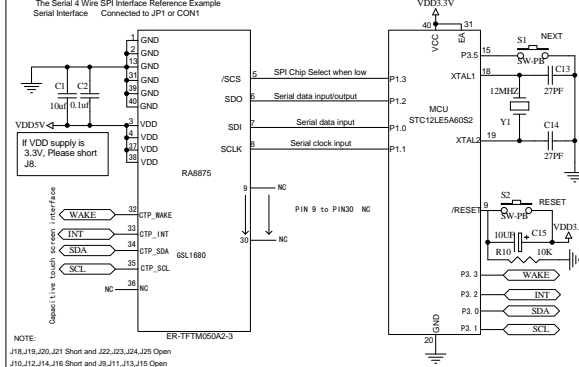 The Serial 4 Wire SPI Interface Reference Example
Serial Interface Connected to JP1 or CON1
VDD3.3V
40
31
VCC
EA
1 GND
2 GND
13 GND
31 GND
39 GND
40 GND
C1
10uf
C2
0.1uf
VDD5V
3 VDD
4 VDD
37 VDD
38 VDD
If VDD supply is
3.3V, Please short
J8.
/SCS 5 SPI Chip Select when low P1.3
SDO 6 Serial data input/output P1.2
SDI 7 Serial data input P1.0
SCLK 8 Serial clock input P1.1
RA8875
MCU
STC12LE5A60S2
P3.5 15
S1 NEXT
SW-PB
XTAL1 18
C13
27PF
12MHZ
Y1
XTAL2 19
C14
27PF
9 NC
PIN 9 to PIN30 NC
30 NC
Capacitive touch screen interface
WAKE 32 CTP_WAKE
INT 33 CTP_INT
SDA 34 CTP_SDA
SCL 35 CTP_SCL
NC 36 NC
GSL1680
/RESET 9
S2 RESET
SW-PB
VDD3.
10UF + C15
R10 10K
P3. 3 WAKE
P3. 2 INT
P3. 0 SDA
P3. 1 SCL
GND
20
ER-TFTM050A2-3
NOTE:
J18,J19,J20,J21 Short and J22,J23,J24,J25 Open
J10,J12,J14,J16 Short and J9,J11,J13,J15 Open